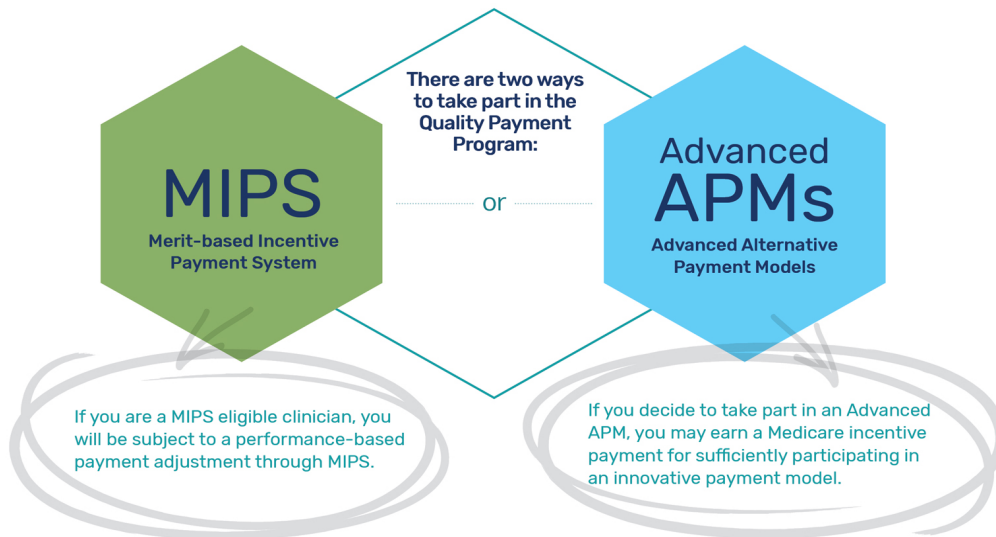 There are two ways
to take part in the
Quality Payment
Program:
MIPS
Merit-based Incentive
Payment System
or
Advanced
APMs
Advanced Alternative
Payment Models
If you are a MIPS eligible clinician, you
will be subject to a performance-based
payment adjustment through MIPS.
If you decide to take part in an Advanced
APM, you may earn a Medicare incentive
payment for sufficiently participating in
an innovative payment model.